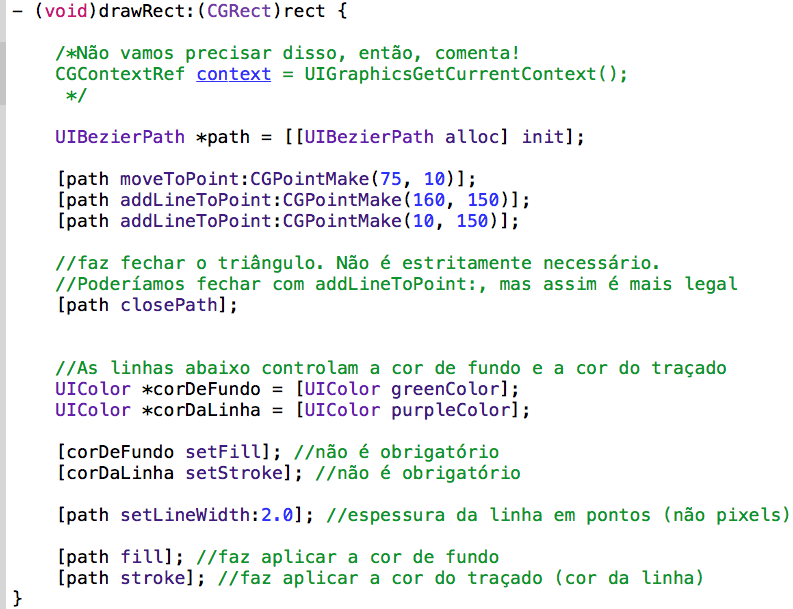 - (void)drawRect:(CGRect)rect {
/*Não vamos precisar disso, então, comenta!
CGContextRef context = UIGraphicsGetCurrentContext();
*/
UIBezierPath *path = [[UIBezierPath alloc] init];
[path moveToPoint:CGPointMake(75, 10)];
[path addLineToPoint:CGPointMake(160, 150)];
[path addLineToPoint:CGPointMake(10, 150)];
//faz fechar o triângulo. Não é estritamente necessário.
//Poderíamos fechar com addLineToPoint:, mas assim é mais legal
[path closePath];
//As linhas abaixo controlam a cor de fundo e a cor do traçado
UIColor *corDeFundo = [UIColor greenColor];
UIColor *corDaLinha = [UIColor purpleColor];
[corDeFundo setFill]; //não é obrigatório
[corDaLinha setStroke]; //não é obrigatório
[path setLineWidth:2.0]; //espessura da linha em pontos (não pixels)
[path fill]; //faz aplicar a cor de fundo
[path stroke]; //faz aplicar a cor do traçado (cor da linha)
}